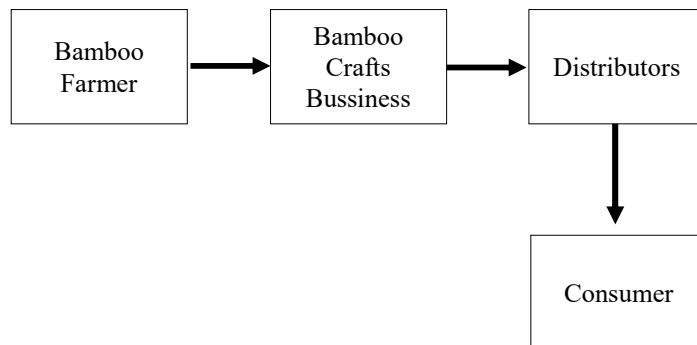 Bamboo
Farmer
Bamboo
Crafts
Bussiness
Distributors
Consumer